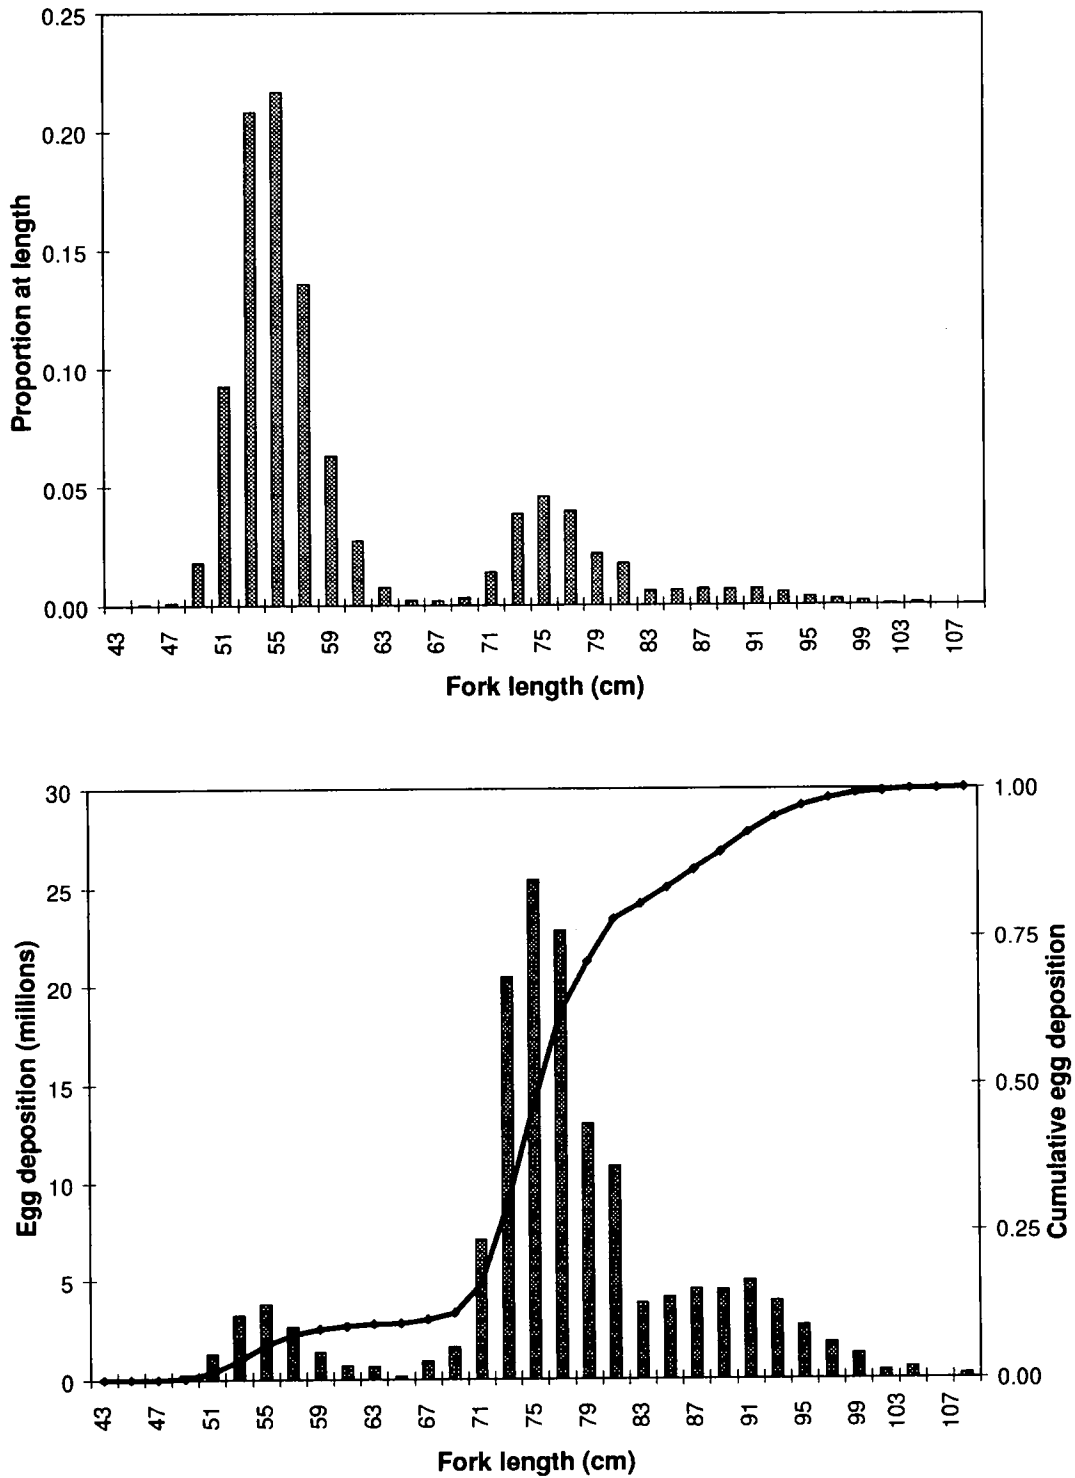 0.25
0.20
0.15
0.10
0.05
0.00
Proportion at length
43 47 51 55 59 63 67 71 75 79 83 87 91 95 99 103 107
Fork length (cm)
30
25
20
15
10
5
0
Egg deposition (millions)
1.00
0.75
0.50
0.25
0.00
Cumulative egg deposition
43 47 51 55 59 63 67 71 75 79 83 87 91 95 99 103 107
Fork length (cm)